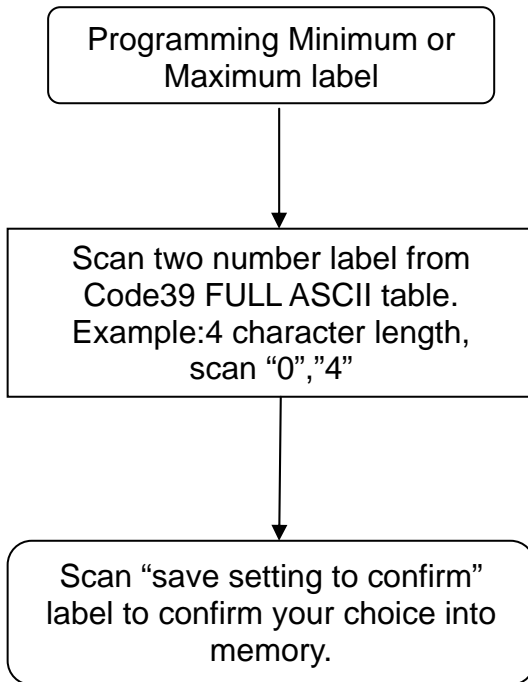 Programming Minimum or
Maximum label
Scan two number label from
Code39 FULL ASCII table.
Example:4 character length,
scan “0”,”4”
Scan “save setting to confirm”
label to confirm your choice into
memory.